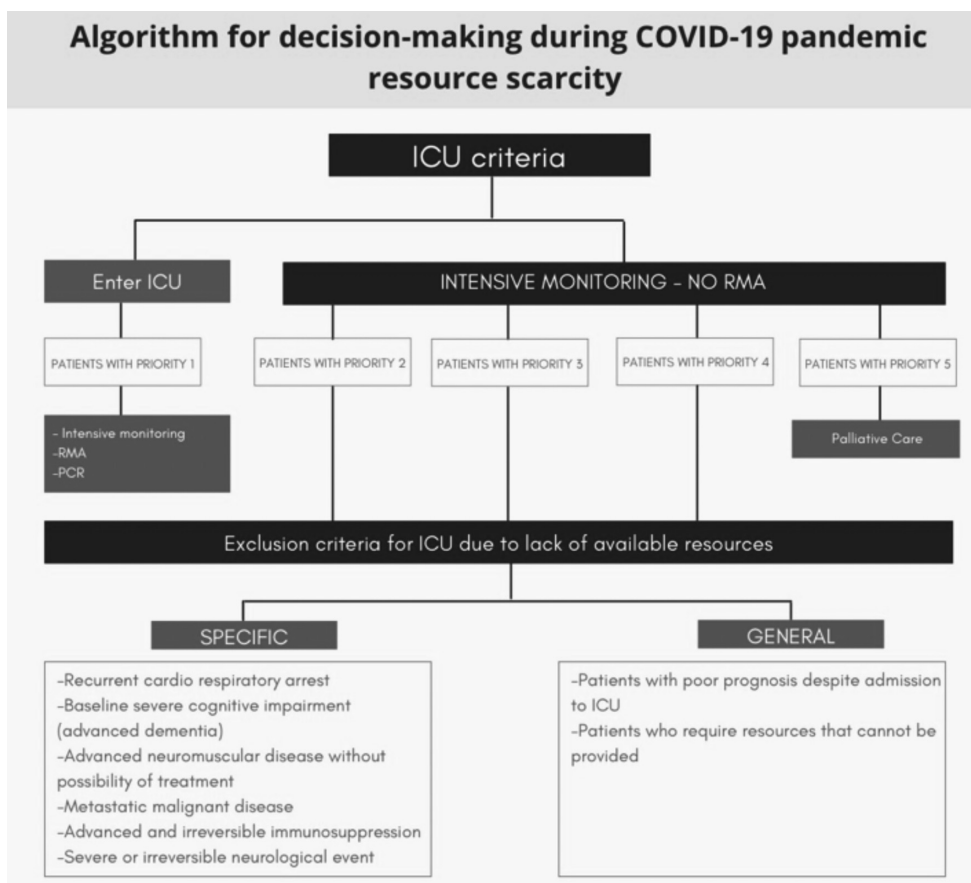 Algorithm for decision-making during COVID-19 pandemic
resource scarcity
ICU criteria
Enter ICU
INTENSIVE MONITORING - NO RMA
PATIENTS WITH PRIORITY 1
PATIENTS WITH PRIORITY 2
PATIENTS WITH PRIORITY 3
PATIENTS WITH PRIORITY 4
PATIENTS WITH PRIORITY 5
- Intensive monitoring
-RMA
-PCR
Palliative Care
Exclusion criteria for ICU due to lack of available resources
SPECIFIC
-Recurrent cardio respiratory arrest
-Baseline severe cognitive impairment
(advanced dementia)
-Advanced neuromuscular disease without
possibility of treatment
-Metastatic malignant disease
-Advanced and irreversible immunosuppression
-Severe or irreversible neurological event
GENERAL
-Patients with poor prognosis despite admission
to ICU
-Patients who require resources that cannot be
provided